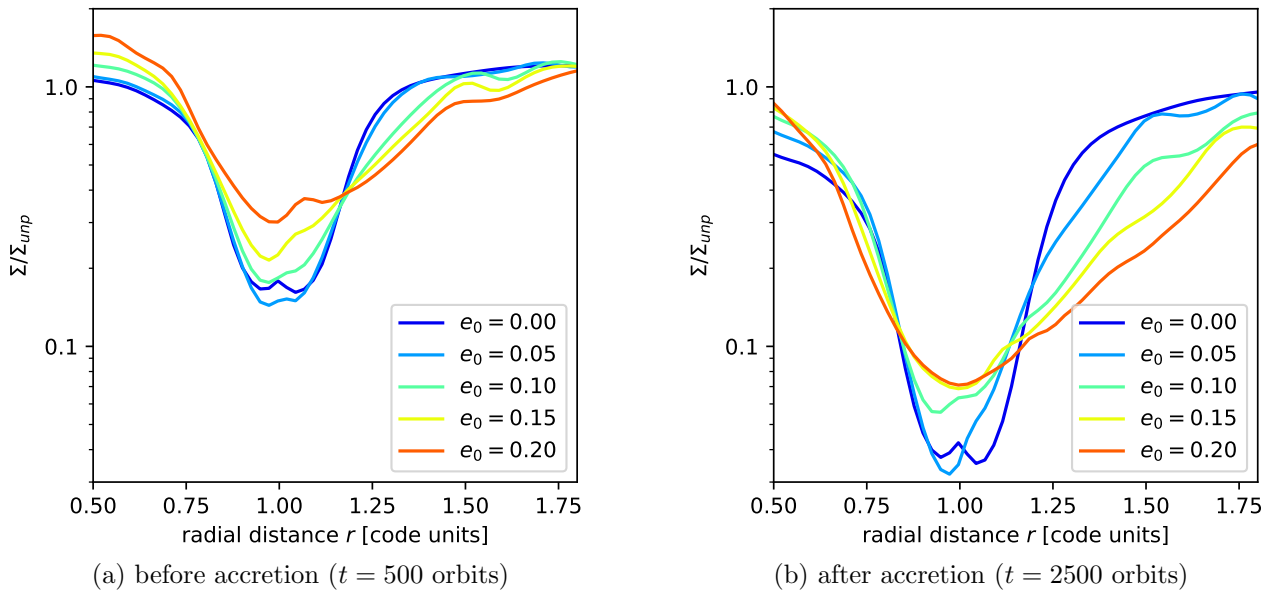 1.0
0.1
Σ/Σunp
e0 = 0.00
e0 = 0.05
e0 = 0.10
e0 = 0.15
e0 = 0.20
0.50 0.75 1.00 1.25 1.50 1.75
radial distance r [code units]
(a) before accretion (t = 500 orbits)
1.0
0.1
Σ/Σunp
e0 = 0.00
e0 = 0.05
e0 = 0.10
e0 = 0.15
e0 = 0.20
0.50 0.75 1.00 1.25 1.50 1.75
radial distance r [code units]
(b) after accretion (t = 2500 orbits)